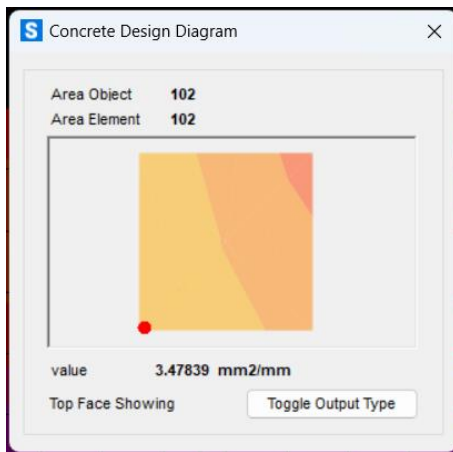 S Concrete Design Diagram
Area Object 102
Area Element 102
value 3.47839 mm2/mm
Top Face Showing Toggle Output Type